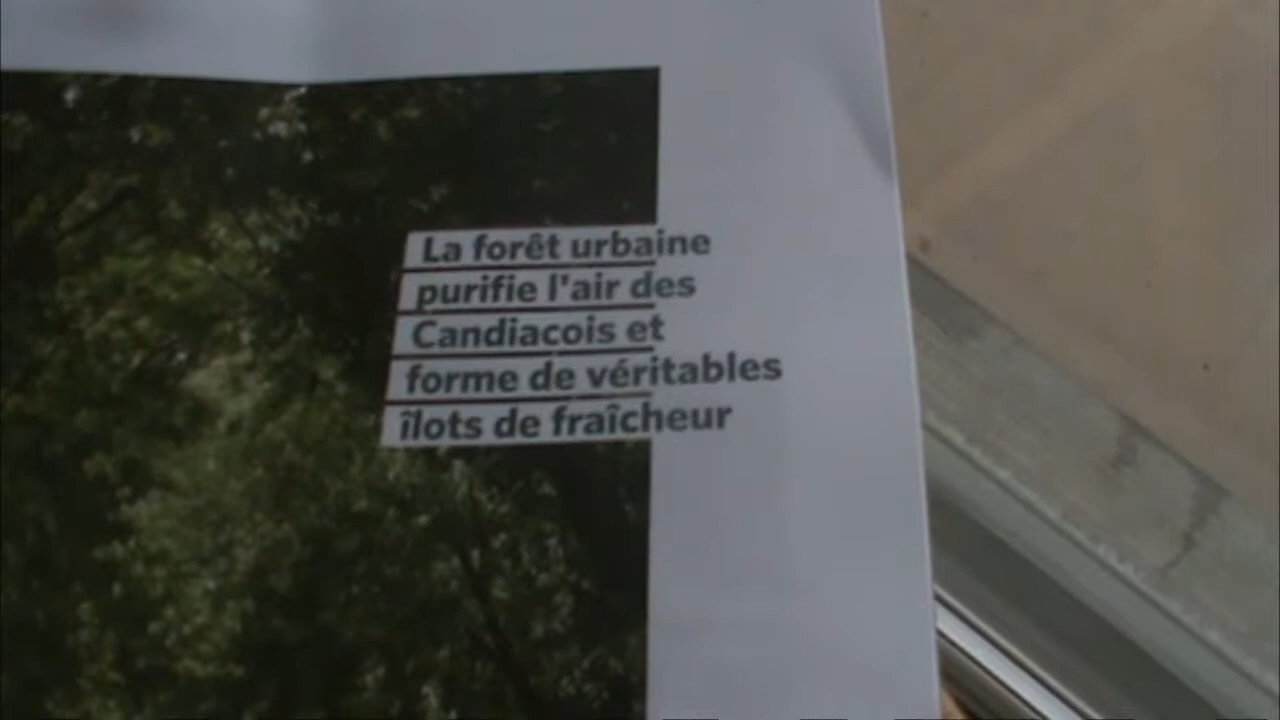 La forêt urbaine
purifie l'air des
Candiacois et
forme de véritables
îlots de fraîcheur